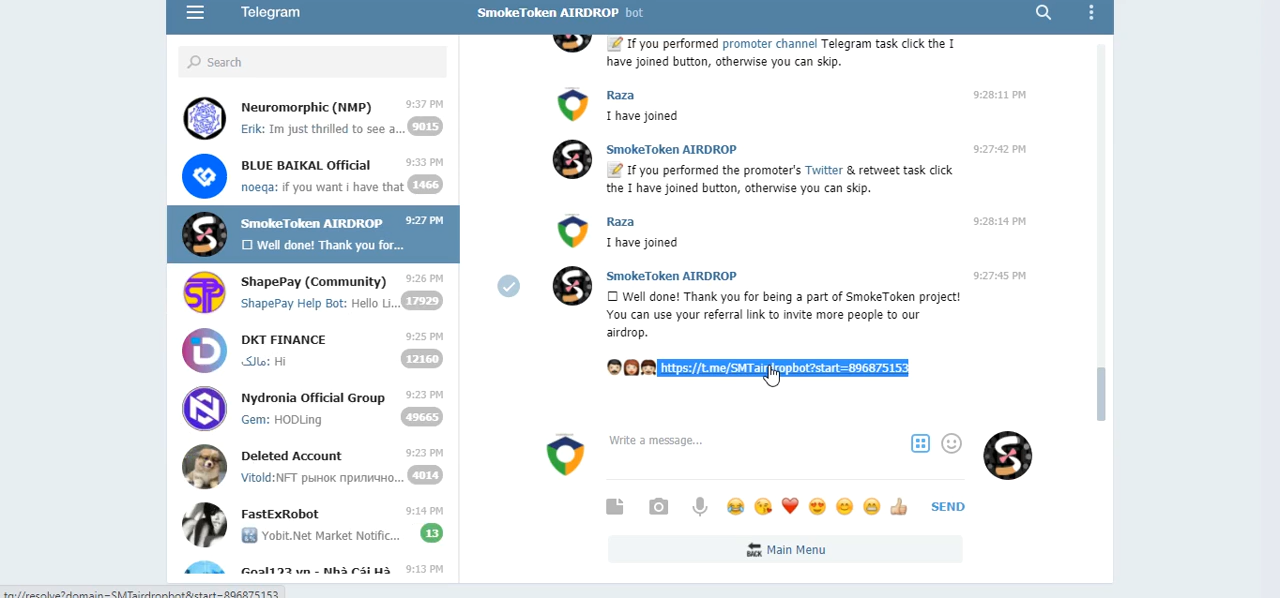 Telegram
SmokeToken AIRDROP bot
Search
Neuromorphic (NMP) 9:37 PM
Erik: Im just thrilled to see a... 9015
BLUE BAIKAL Official 9:33 PM
noeqa: if you want i have that 1466
SmokeToken AIRDROP 9:27 PM
☐ Well done! Thank you for...
ShapePay (Community) 9:26 PM
ShapePay Help Bot: Hello Li... 17929
DKT FINANCE 9:25 PM
مالک: Hi 12160
Nydronia Official Group 9:23 PM
Gem: HODLing 49665
Deleted Account 9:23 PM
Vitold:NFT рынок прилично... 4014
FastExRobot 9:14 PM
Yobit.Net Market Notific... 13
Goal123.vn - Nhà Cái Hà 9:13 PM
📝 If you performed promoter channel Telegram task click the I
have joined button, otherwise you can skip.
Raza 9:28:11 PM
I have joined
SmokeToken AIRDROP 9:27:42 PM
📝 If you performed the promoter's Twitter & retweet task click
the I have joined button, otherwise you can skip.
Raza 9:28:14 PM
I have joined
SmokeToken AIRDROP 9:27:45 PM
☐ Well done! Thank you for being a part of SmokeToken project!
You can use your referral link to invite more people to our
airdrop.
https://t.me/SMTairdropbot?start=896875153
Write a message...
SEND
BACK Main Menu
tg://resolve?domain=SMTairdropbot&start=896875153